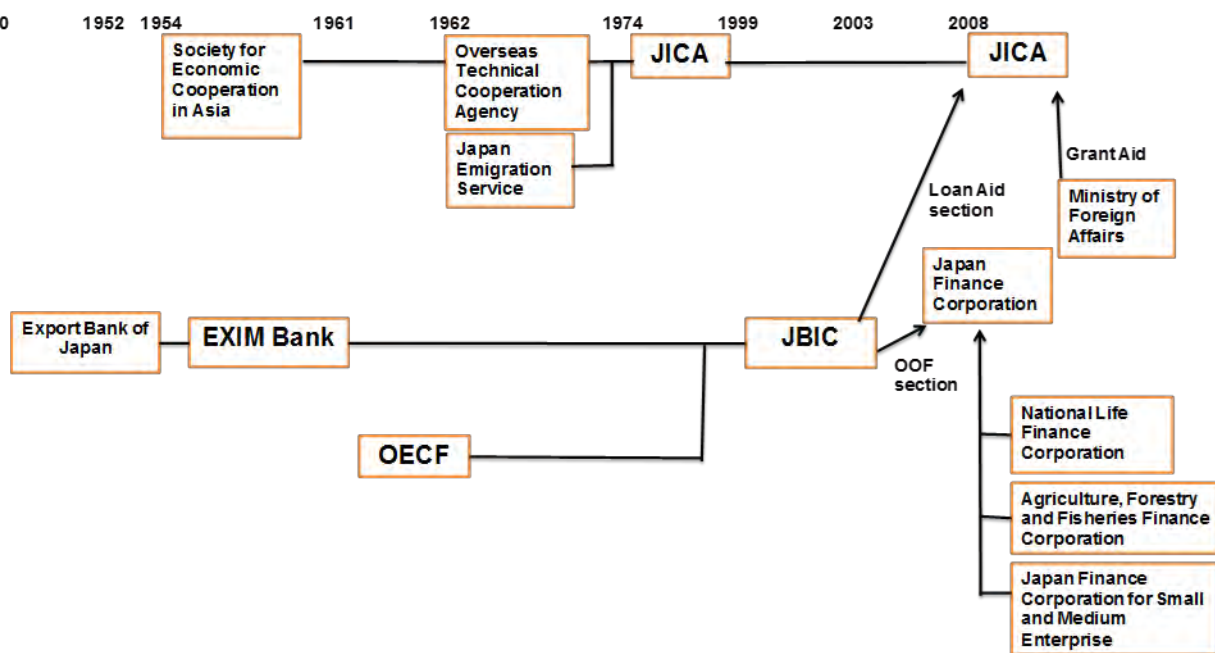 0 1952 1954 1961 1962 1974 1999 2003 2008
Society for
Economic
Cooperation
in Asia
Overseas
Technical
Cooperation
Agency
JICA
JICA
Japan
Emigration
Service
Grant Aid
Loan Aid
section
Ministry of
Foreign
Affairs
Japan
Finance
Corporation
Export Bank of
Japan
EXIM Bank
JBIC
OOF
section
OECF
National Life
Finance
Corporation
Agriculture, Forestry
and Fisheries Finance
Corporation
Japan Finance
Corporation for Small
and Medium
Enterprise